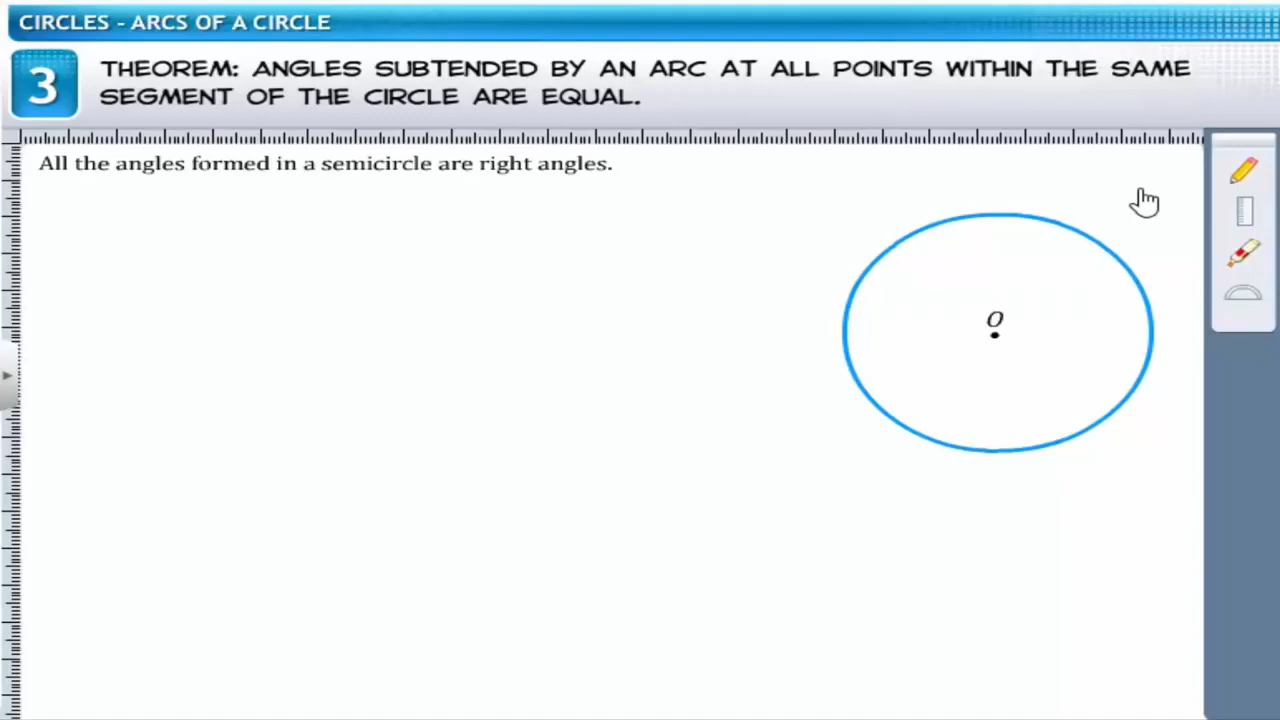 CIRCLES - ARCS OF A CIRCLE
3
THEOREM: ANGLES SUBTENDED BY AN ARC AT ALL POINTS WITHIN THE SAME
SEGMENT OF THE CIRCLE ARE EQUAL.
All the angles formed in a semicircle are right angles.
O